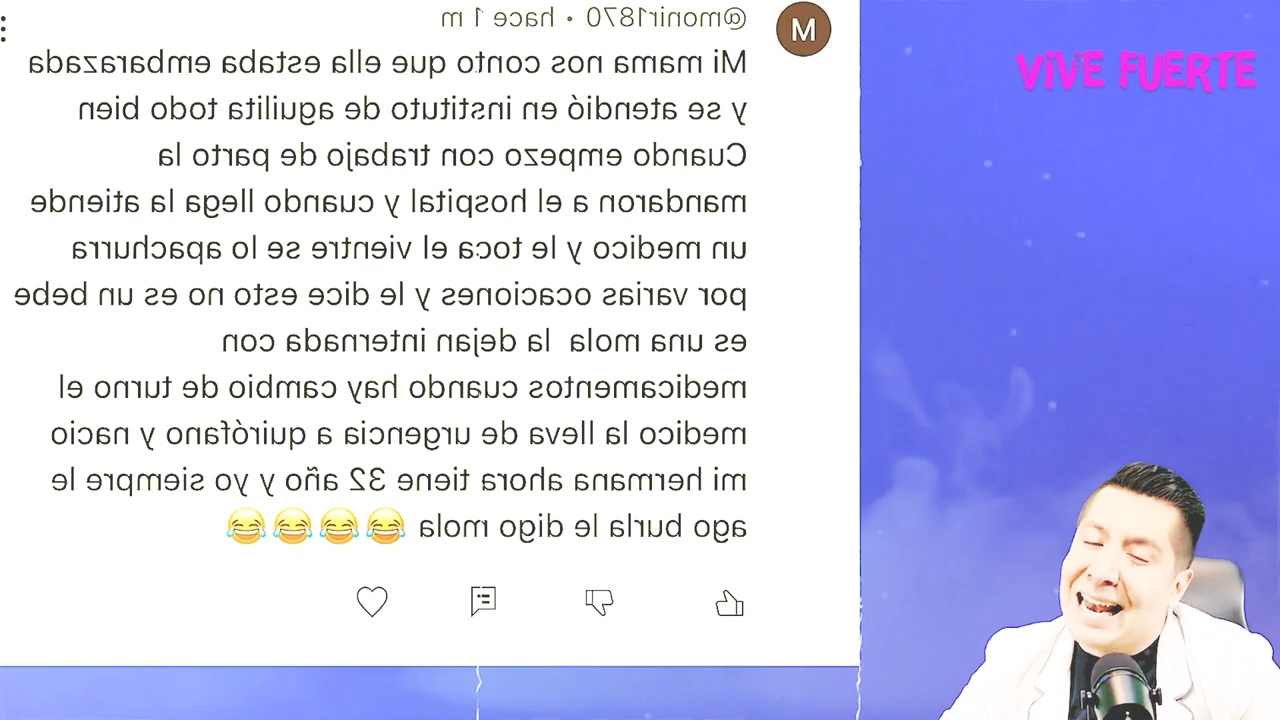 @monir1870 • hace 1 m
M
Mi mama nos conto que ella estaba embarazada
y se atendió en instituto de aguilita todo bien
Cuando empezo con trabajo de parto la
mandaron a el hospital y cuando llega la atiende
un medico y le toca el vientre se lo apachurra
por varias ocaciones y le dice esto no es un bebe
es una mola la dejan internada con
medicamentos cuando hay cambio de turno el
medico la lleva de urgencia a quirófano y nacio
mi hermana ahora tiene 32 año y yo siempre le
ago burla le digo mola 😂😂😂😂
VIVE FUERTE